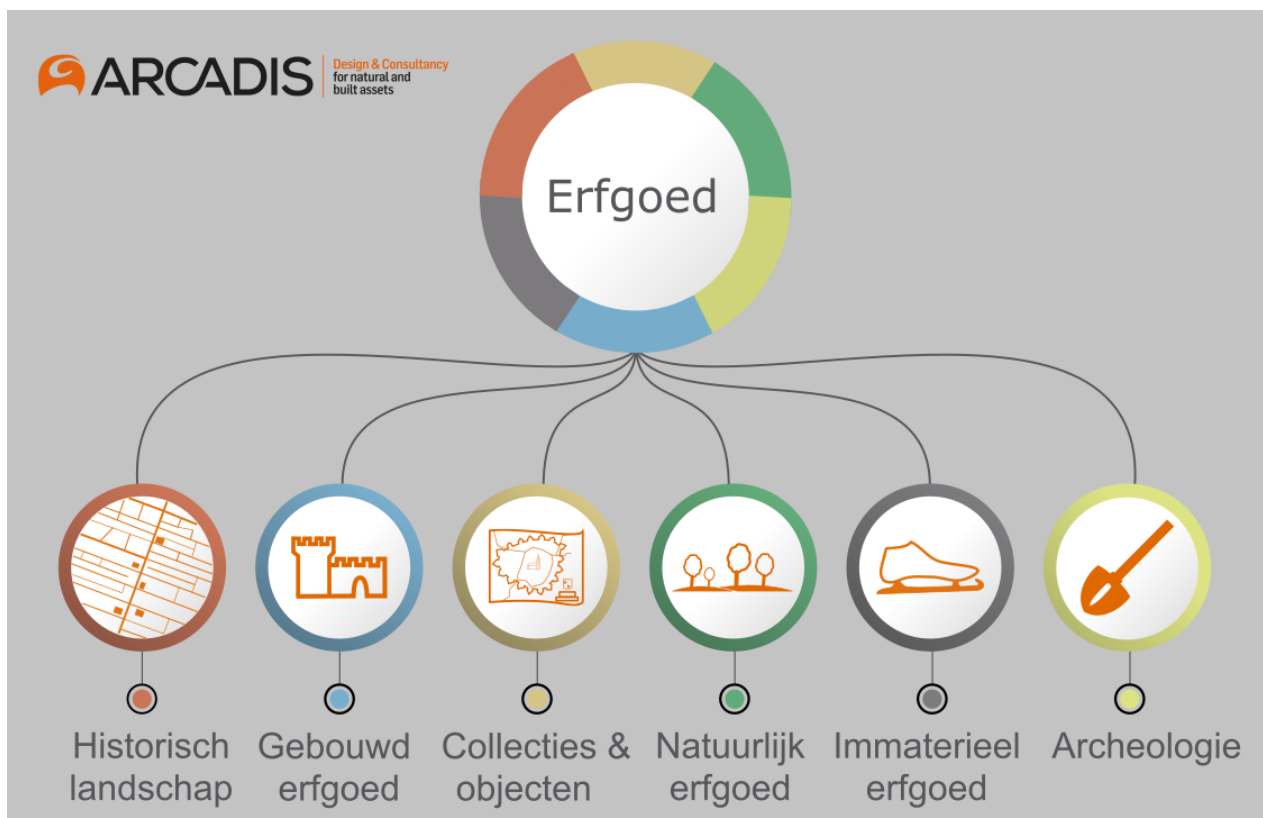 ARCADIS
Design & Consultancy
for natural and
built assets
Erfgoed
Historisch
landschap
Gebouwd
erfgoed
Collecties &
objecten
Natuurlijk
erfgoed
Immaterieel
erfgoed
Archeologie